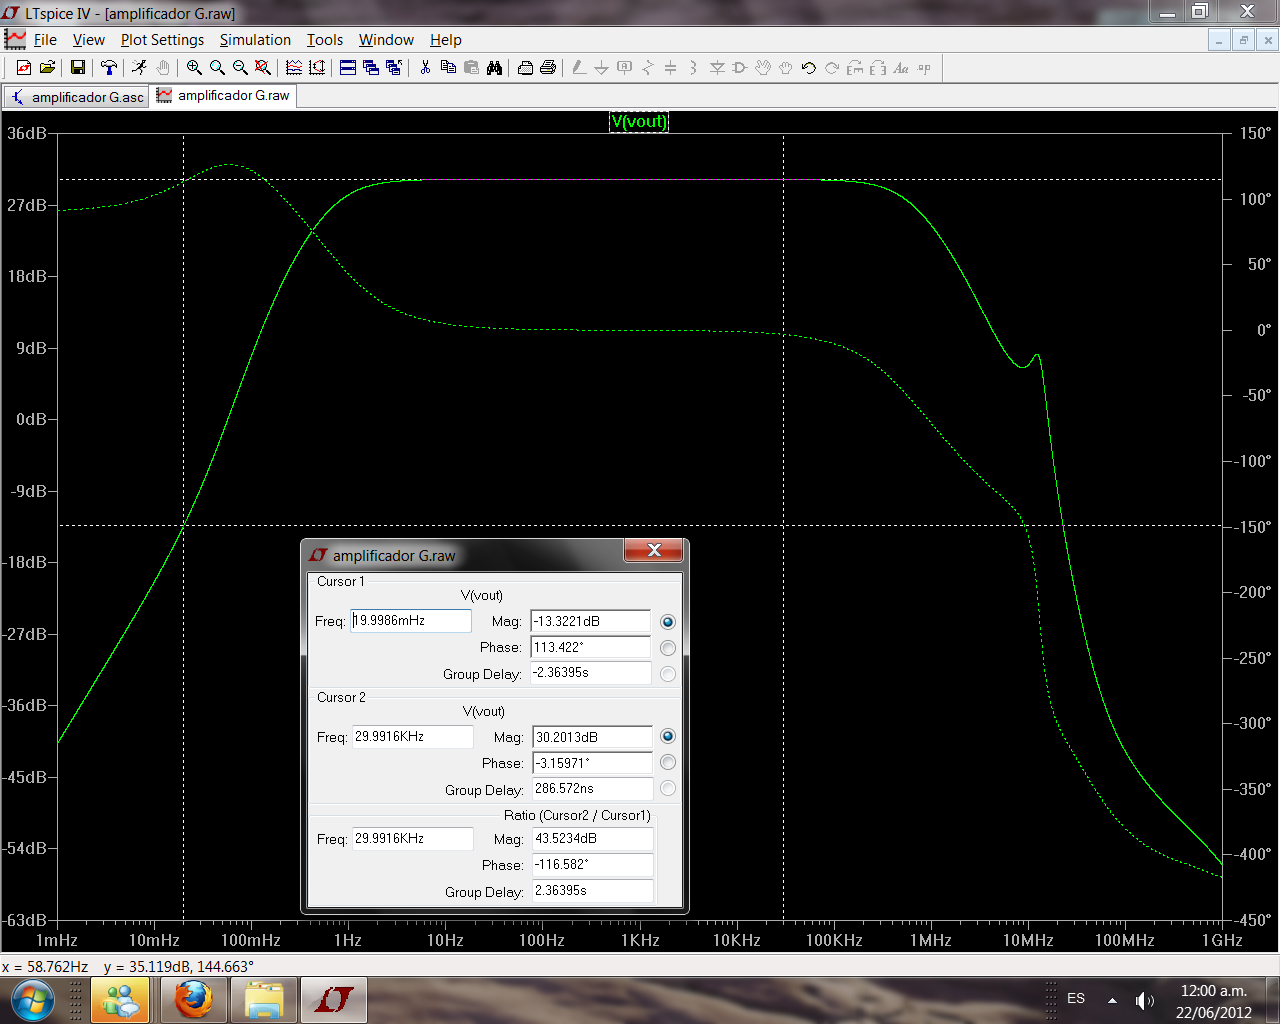 LTspice IV - [amplificador G.raw]
File View Plot Settings Simulation Tools Window Help
amplificador G.asc amplificador G.raw
V(vout)
36dB 150°
27dB 100°
18dB 50°
9dB 0°
0dB -50°
-9dB -100°
-18dB -150°
-27dB -200°
-36dB -250°
-45dB -300°
-54dB -350°
-63dB -400°
-450°
1mHz 10mHz 100mHz 1Hz 10Hz 100Hz 1KHz 10KHz 100KHz 1MHz 10MHz 100MHz 1GHz
amplificador G.raw
Cursor 1
V(vout)
Freq: 19.9986mHz Mag: -13.3221dB
Phase: 113.422°
Group Delay: -2.36395s
Cursor 2
V(vout)
Freq: 29.9916KHz Mag: 30.2013dB
Phase: -3.15971°
Group Delay: 286.572ns
Ratio (Cursor2 / Cursor1)
Freq: 29.9916KHz Mag: 43.5234dB
Phase: -116.582°
Group Delay: 2.36395s
x = 58.762Hz y = 35.119dB, 144.663°
ES 12:00 a.m.
22/06/2012